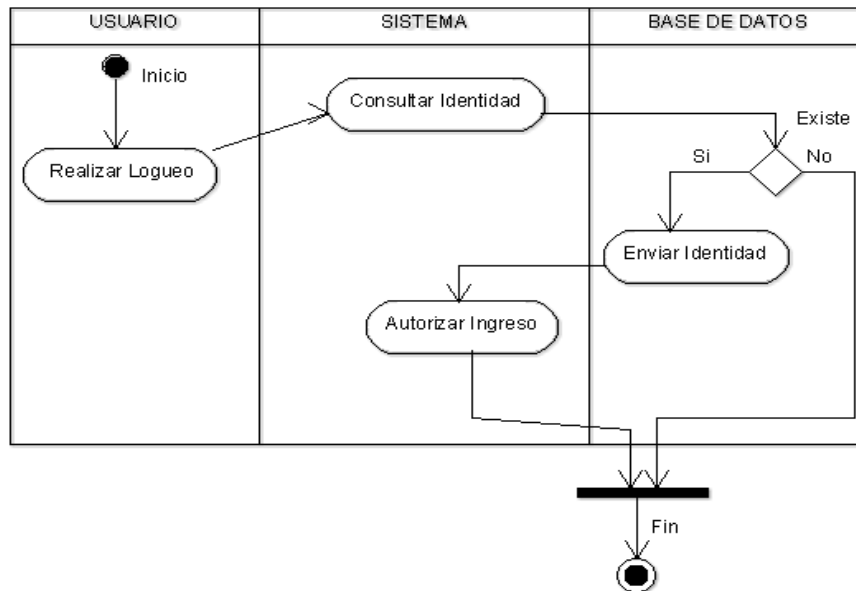 USUARIO
SISTEMA
BASE DE DATOS
Inicio
Consultar Identidad
Existe
Realizar Logueo
Si
No
Enviar Identidad
Autorizar Ingreso
Fin